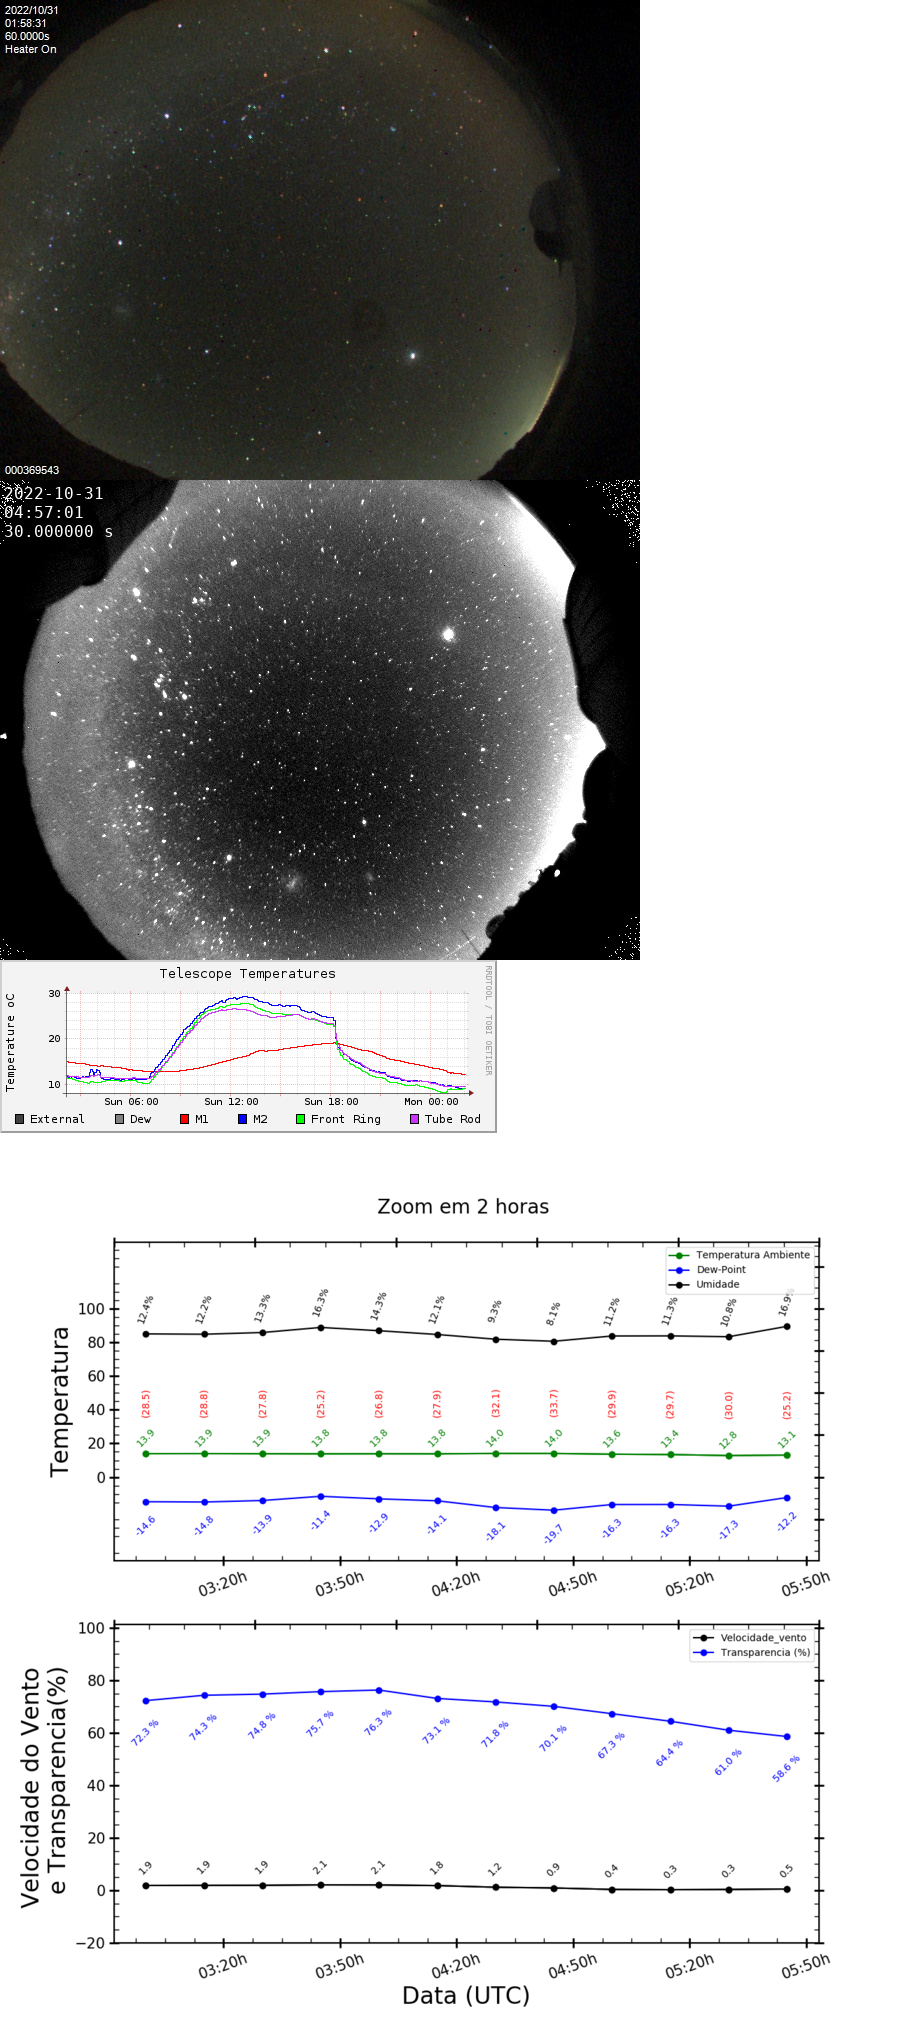 2022/10/31
01:58:31
60.0000s
Heater On
000369543
2022-10-31
04:57:01
30.000000 s
Telescope Temperatures
RRDTOOL / TOBI OETIKER
Temperature oC
30
20
10
Sun 06:00 Sun 12:00 Sun 18:00 Mon 00:00
External Dew M1 M2 Front Ring Tube Rod
Zoom em 2 horas
Temperatura Ambiente
Dew-Point
Umidade
Temperatura
100
80
60
40
20
0
12.4% 12.2% 13.3% 16.3% 14.3% 12.1% 9.3% 8.1% 11.2% 11.3% 10.8% 16.9%
(28.5) (28.8) (27.8) (25.2) (26.8) (27.9) (32.1) (33.7) (29.9) (29.7) (30.0) (25.2)
13.9 13.9 13.9 13.8 13.8 13.8 14.0 14.0 13.6 13.4 12.8 13.1
-14.6 -14.8 -13.9 -11.4 -12.9 -14.1 -18.1 -19.7 -16.3 -16.3 -17.3 -12.2
03:20h 03:50h 04:20h 04:50h 05:20h 05:50h
Velocidade_vento
Transparencia (%)
Velocidade do Vento
e Transparencia(%)
100
80
60
40
20
0
−20
72.3 % 74.3 % 74.8 % 75.7 % 76.3 % 73.1 % 71.8 % 70.1 % 67.3 % 64.4 % 61.0 % 58.6 %
1.9 1.9 1.9 2.1 2.1 1.8 1.2 0.9 0.4 0.3 0.3 0.5
03:20h 03:50h 04:20h 04:50h 05:20h 05:50h
Data (UTC)